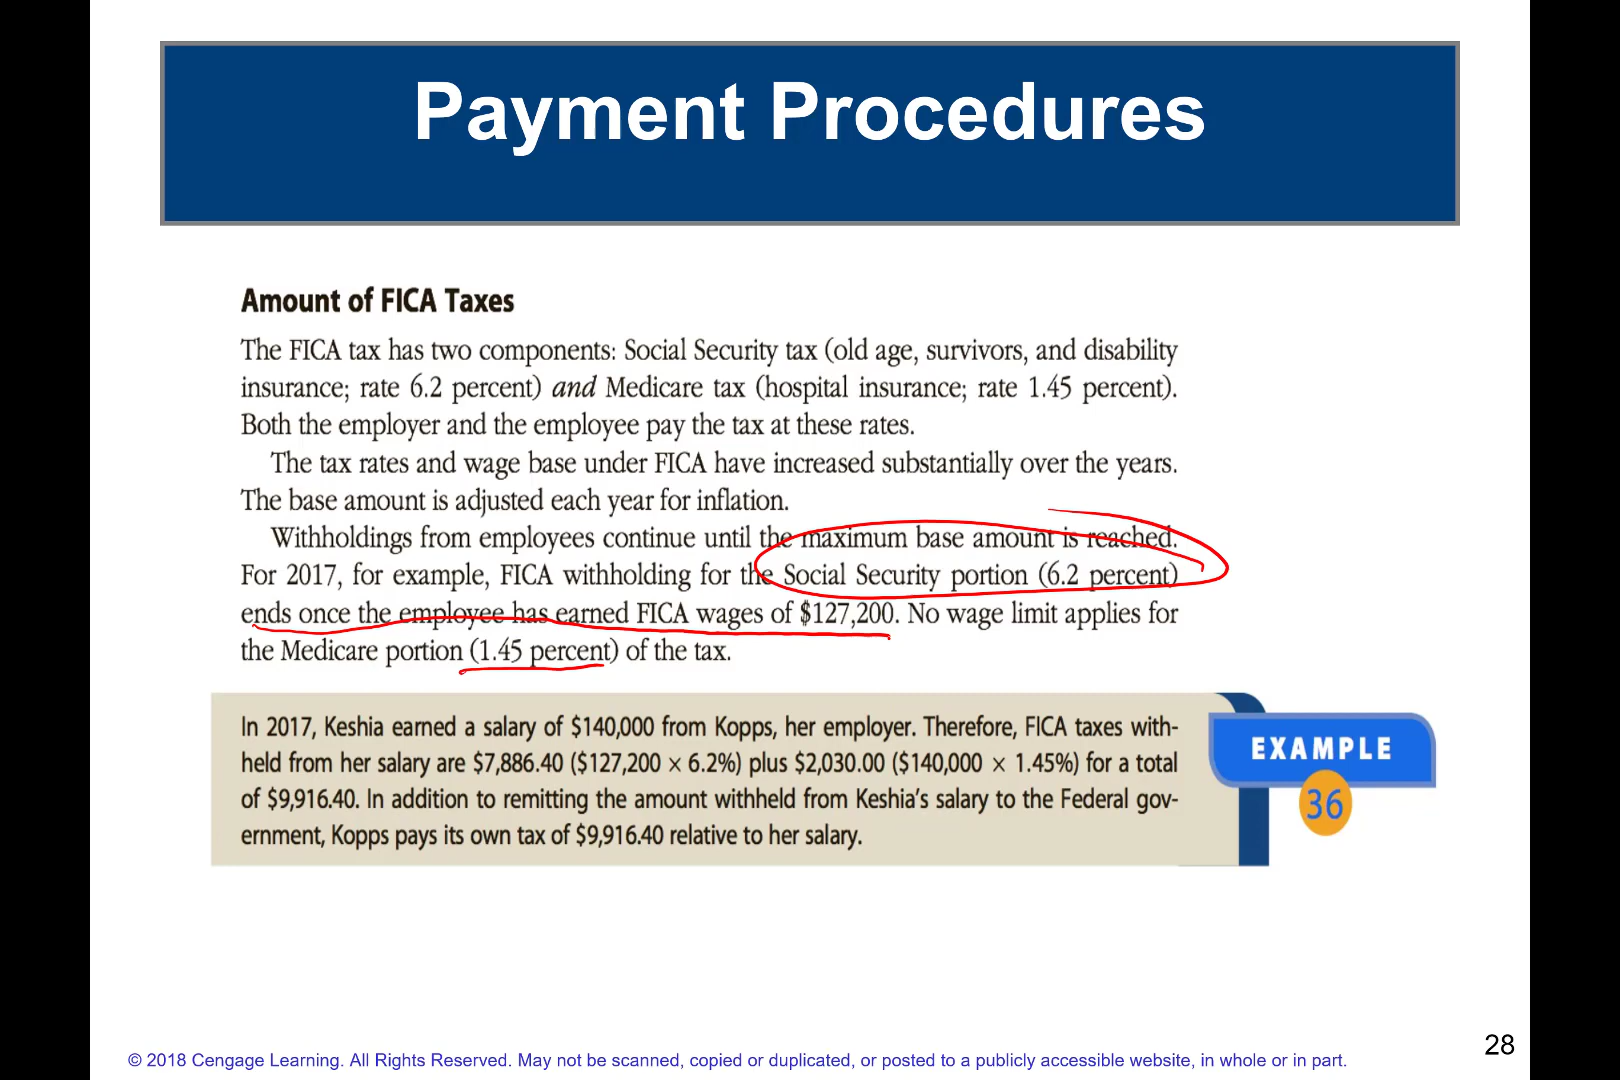 Payment Procedures
Amount of FICA Taxes
The FICA tax has two components: Social Security tax (old age, survivors, and disability
insurance; rate 6.2 percent) and Medicare tax (hospital insurance; rate 1.45 percent).
Both the employer and the employee pay the tax at these rates.
The tax rates and wage base under FICA have increased substantially over the years.
The base amount is adjusted each year for inflation.
Withholdings from employees continue until the maximum base amount is reached.
For 2017, for example, FICA withholding for the Social Security portion (6.2 percent)
ends once the employee has earned FICA wages of $127,200. No wage limit applies for
the Medicare portion (1.45 percent) of the tax.
In 2017, Keshia earned a salary of $140,000 from Kopps, her employer. Therefore, FICA taxes with-
held from her salary are $7,886.40 ($127,200 × 6.2%) plus $2,030.00 ($140,000 × 1.45%) for a total
of $9,916.40. In addition to remitting the amount withheld from Keshia's salary to the Federal gov-
ernment, Kopps pays its own tax of $9,916.40 relative to her salary.
EXAMPLE
36
© 2018 Cengage Learning. All Rights Reserved. May not be scanned, copied or duplicated, or posted to a publicly accessible website, in whole or in part.
28